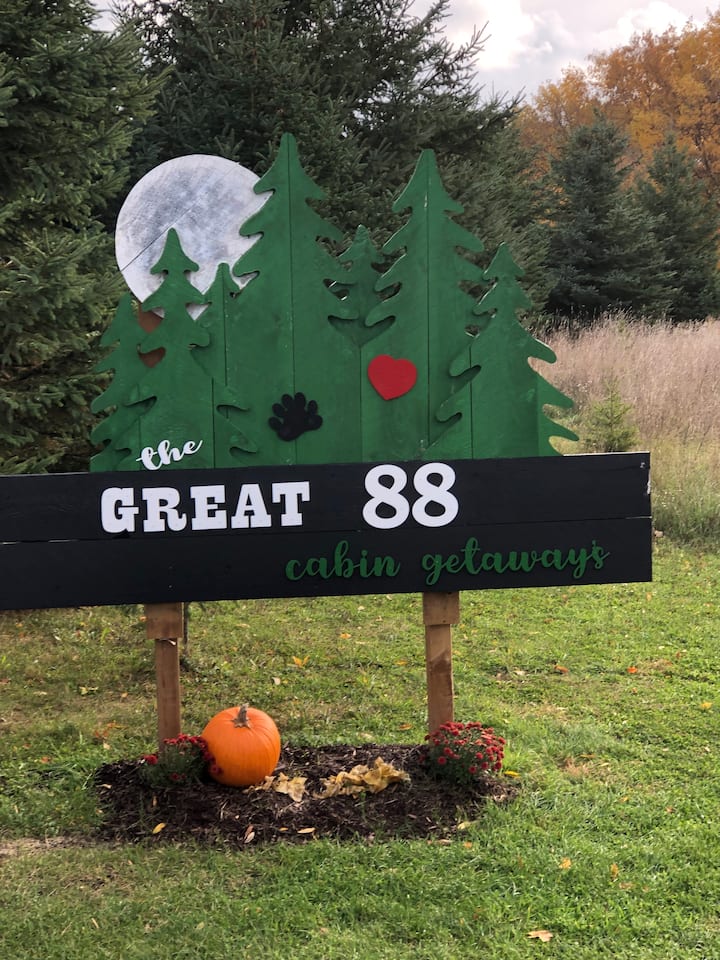 the
GREAT 88
cabin getaways